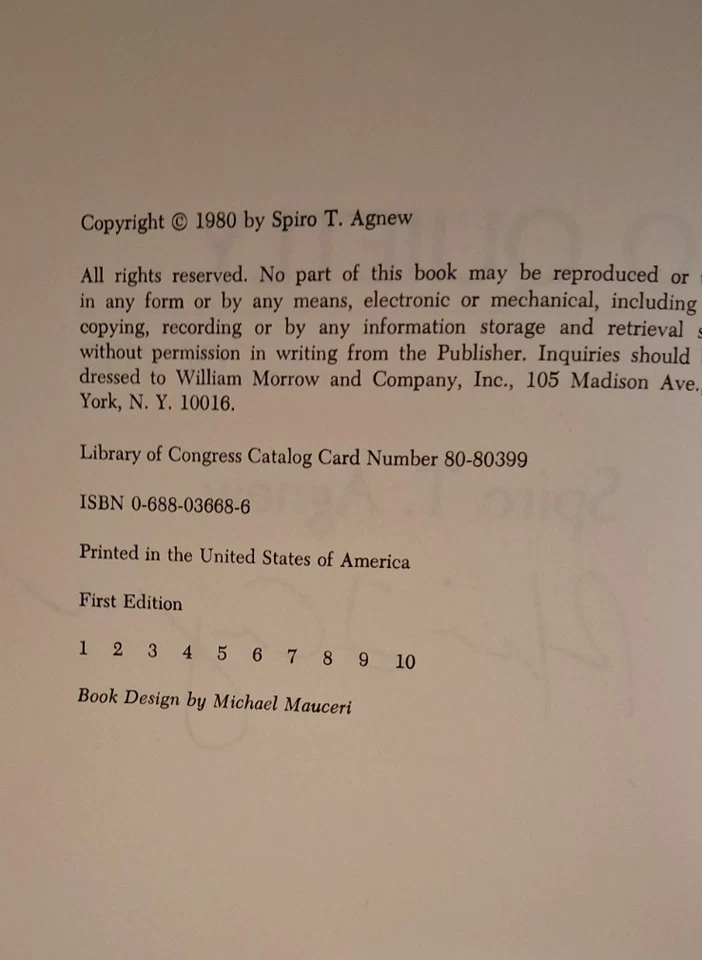 Copyright © 1980 by Spiro T. Agnew
All rights reserved. No part of this book may be reproduced or
in any form or by any means, electronic or mechanical, including
copying, recording or by any information storage and retrieval
without permission in writing from the Publisher. Inquiries should
dressed to William Morrow and Company, Inc., 105 Madison Ave.,
York, N. Y. 10016.
Library of Congress Catalog Card Number 80-80399
ISBN 0-688-03668-6
Printed in the United States of America
First Edition
1 2 3 4 5 6 7 8 9 10
Book Design by Michael Mauceri
Spiro T. Agnew